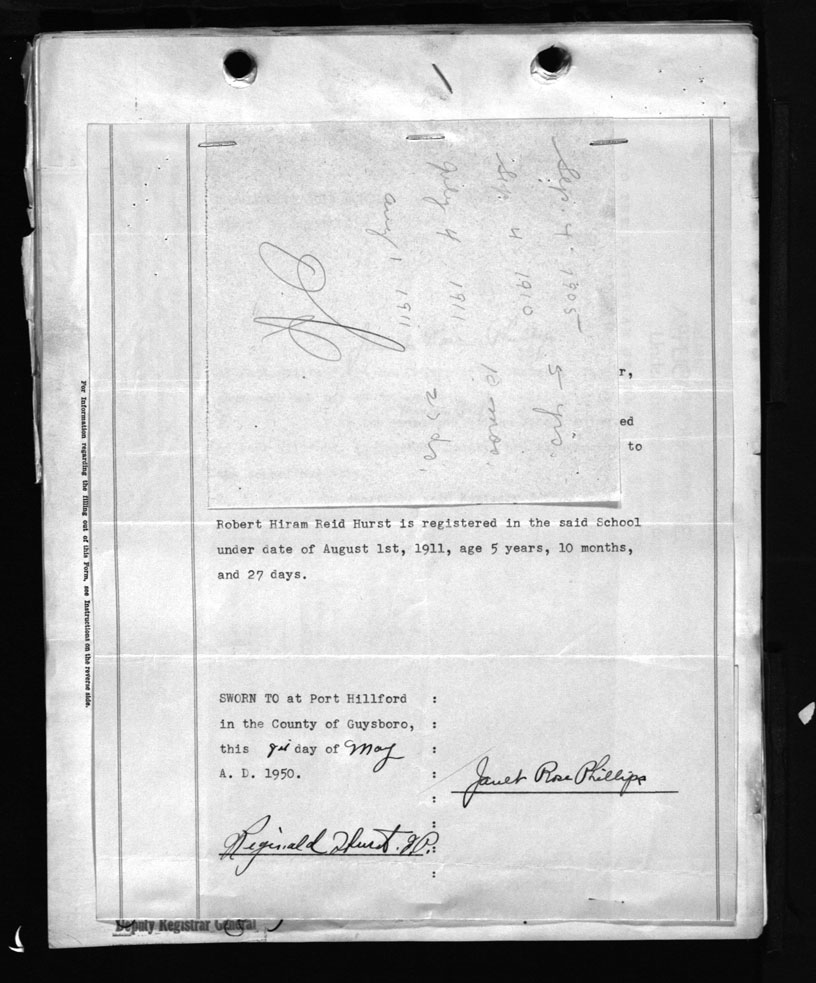 Sep. 4 1905 5 yrs.
Sep. 4 1910 10 mos.
July 4 1911 27 ds.
Aug 1 1911
r,
ed
to
Robert Hiram Reid Hurst is registered in the said School
under date of August 1st, 1911, age 5 years, 10 months,
and 27 days.
SWORN TO at Port Hillford :
in the County of Guysboro, :
this day of May :
A. D. 1950. :
Janet Rose Phillips
:
:
Reginald Hurst. J.P. :
:
For Information regarding the filling out of this Form, see Instructions on the reverse side.
Deputy Registrar General